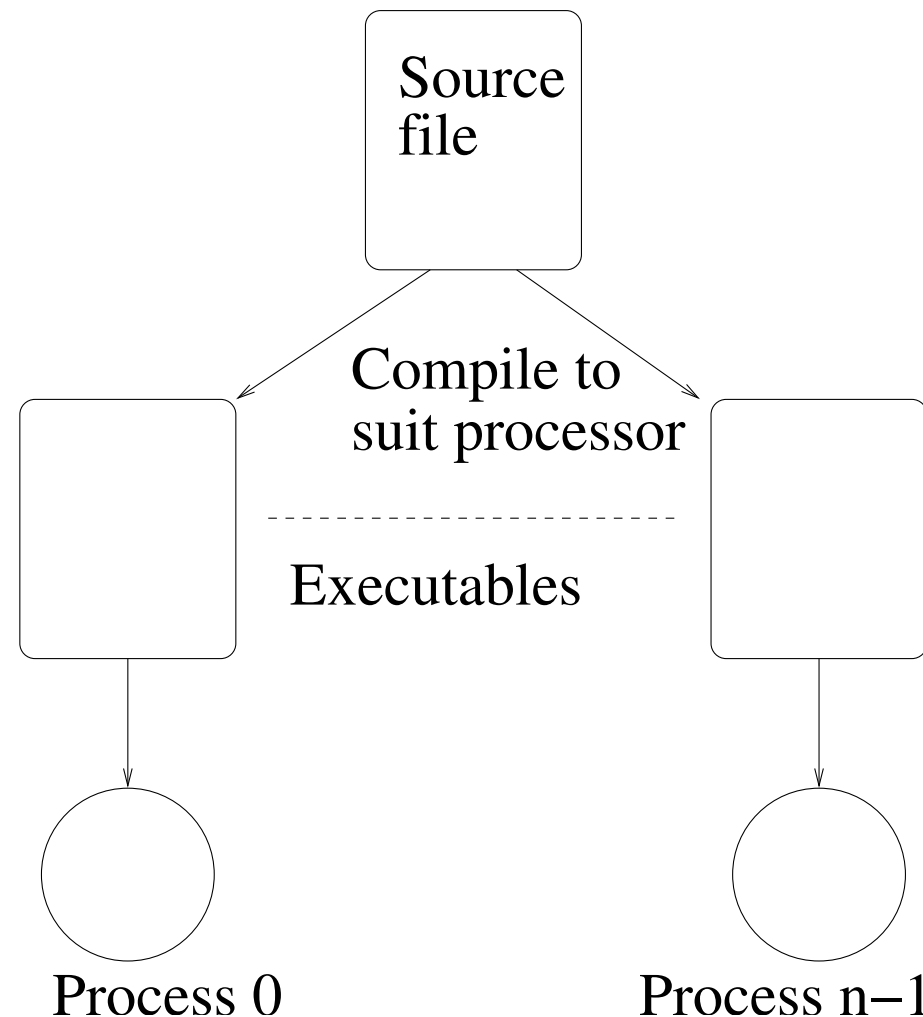 Source
file
Compile to
suit processor
Executables
Process 0
Process n−1